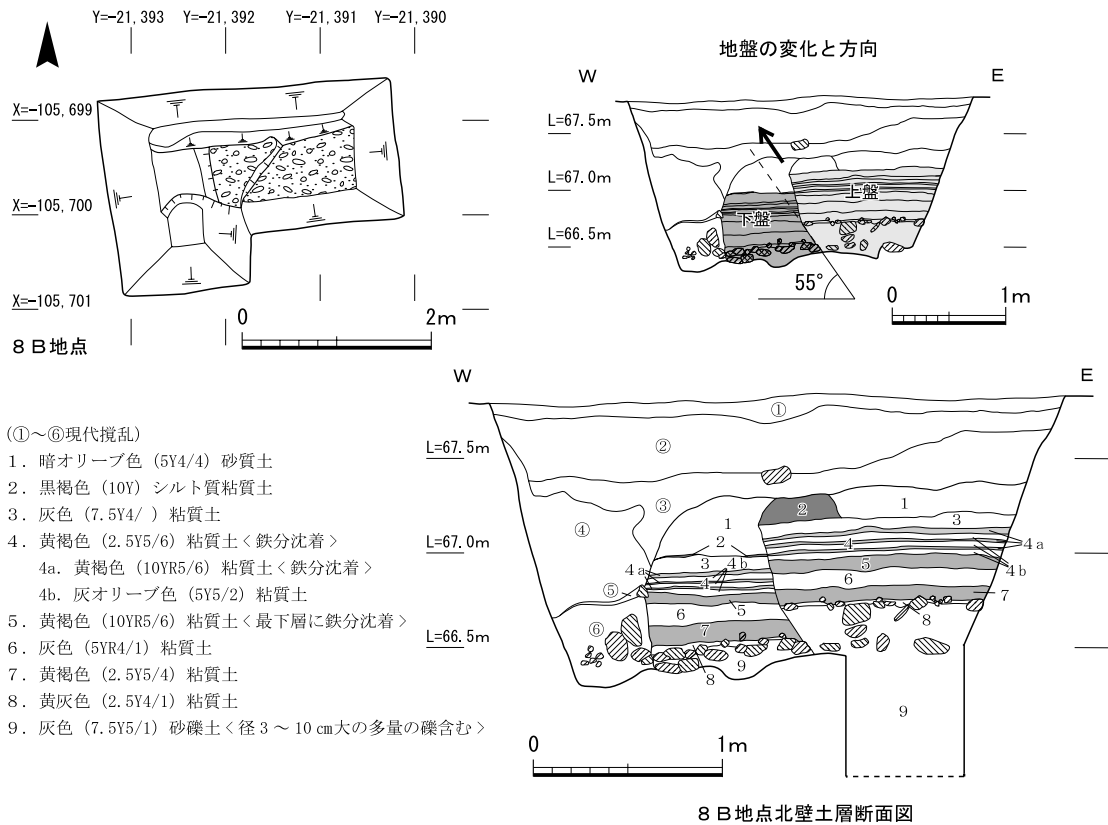 Y=-21,393 Y=-21,392 Y=-21,391 Y=-21,390
X=-105,699
X=-105,700
X=-105,701
0 2m
8B地点
地盤の変化と方向
W E
L=67.5m
L=67.0m
L=66.5m
上盤
下盤
55°
0 1m
(①～⑥現代撹乱)
1．暗オリーブ色（5Y4/4）砂質土
2．黒褐色（10Y）シルト質粘質土
3．灰色（7.5Y4/ ）粘質土
4．黄褐色（2.5Y5/6）粘質土＜鉄分沈着＞
4a．黄褐色（10YR5/6）粘質土＜鉄分沈着＞
4b．灰オリーブ色（5Y5/2）粘質土
5．黄褐色（10YR5/6）粘質土＜最下層に鉄分沈着＞
6．灰色（5YR4/1）粘質土
7．黄褐色（2.5Y5/4）粘質土
8．黄灰色（2.5Y4/1）粘質土
9．灰色（7.5Y5/1）砂礫土＜径3～10㎝大の多量の礫含む＞
W E
①
L=67.5m
②
③
④
2
1
1
3
2
L=67.0m
4
4a
3
4b
4a
4
5
4b
⑤
6
5
7
6
8
⑥
7
L=66.5m
9
8
9
0 1m
8B地点北壁土層断面図